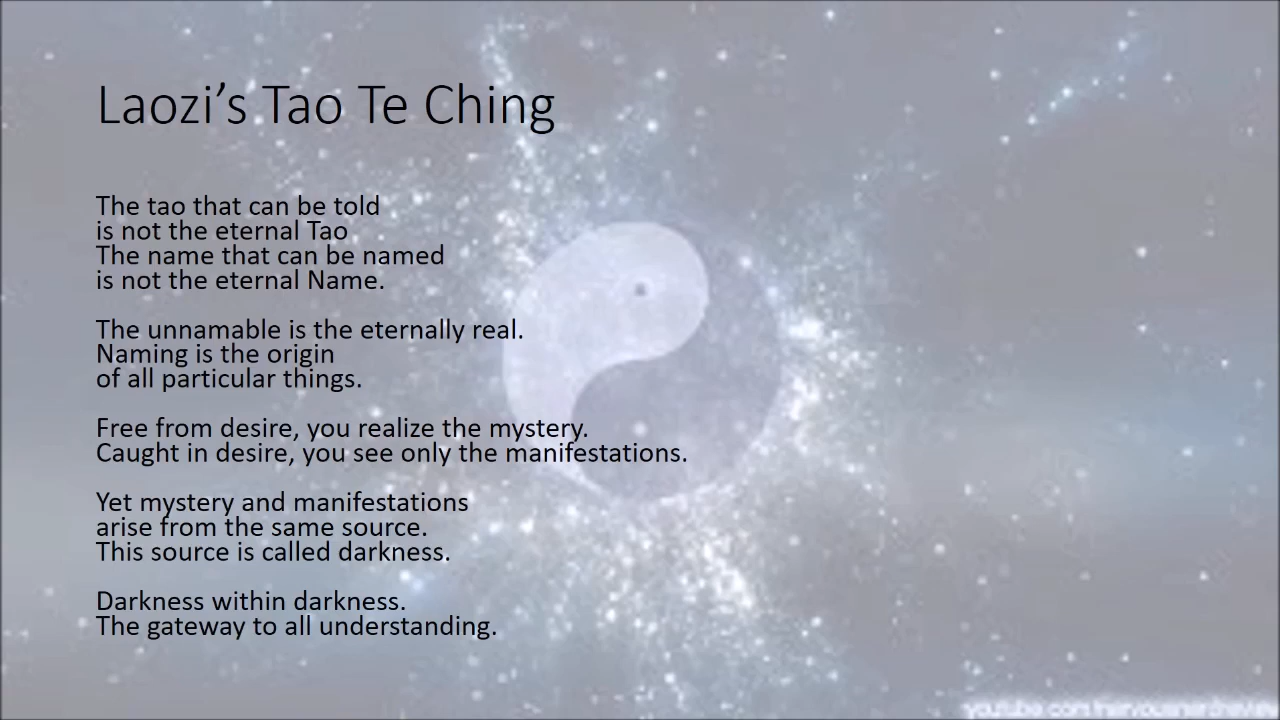 Laozi’s Tao Te Ching
The tao that can be told
is not the eternal Tao
The name that can be named
is not the eternal Name.
The unnamable is the eternally real.
Naming is the origin
of all particular things.
Free from desire, you realize the mystery.
Caught in desire, you see only the manifestations.
Yet mystery and manifestations
arise from the same source.
This source is called darkness.
Darkness within darkness.
The gateway to all understanding.